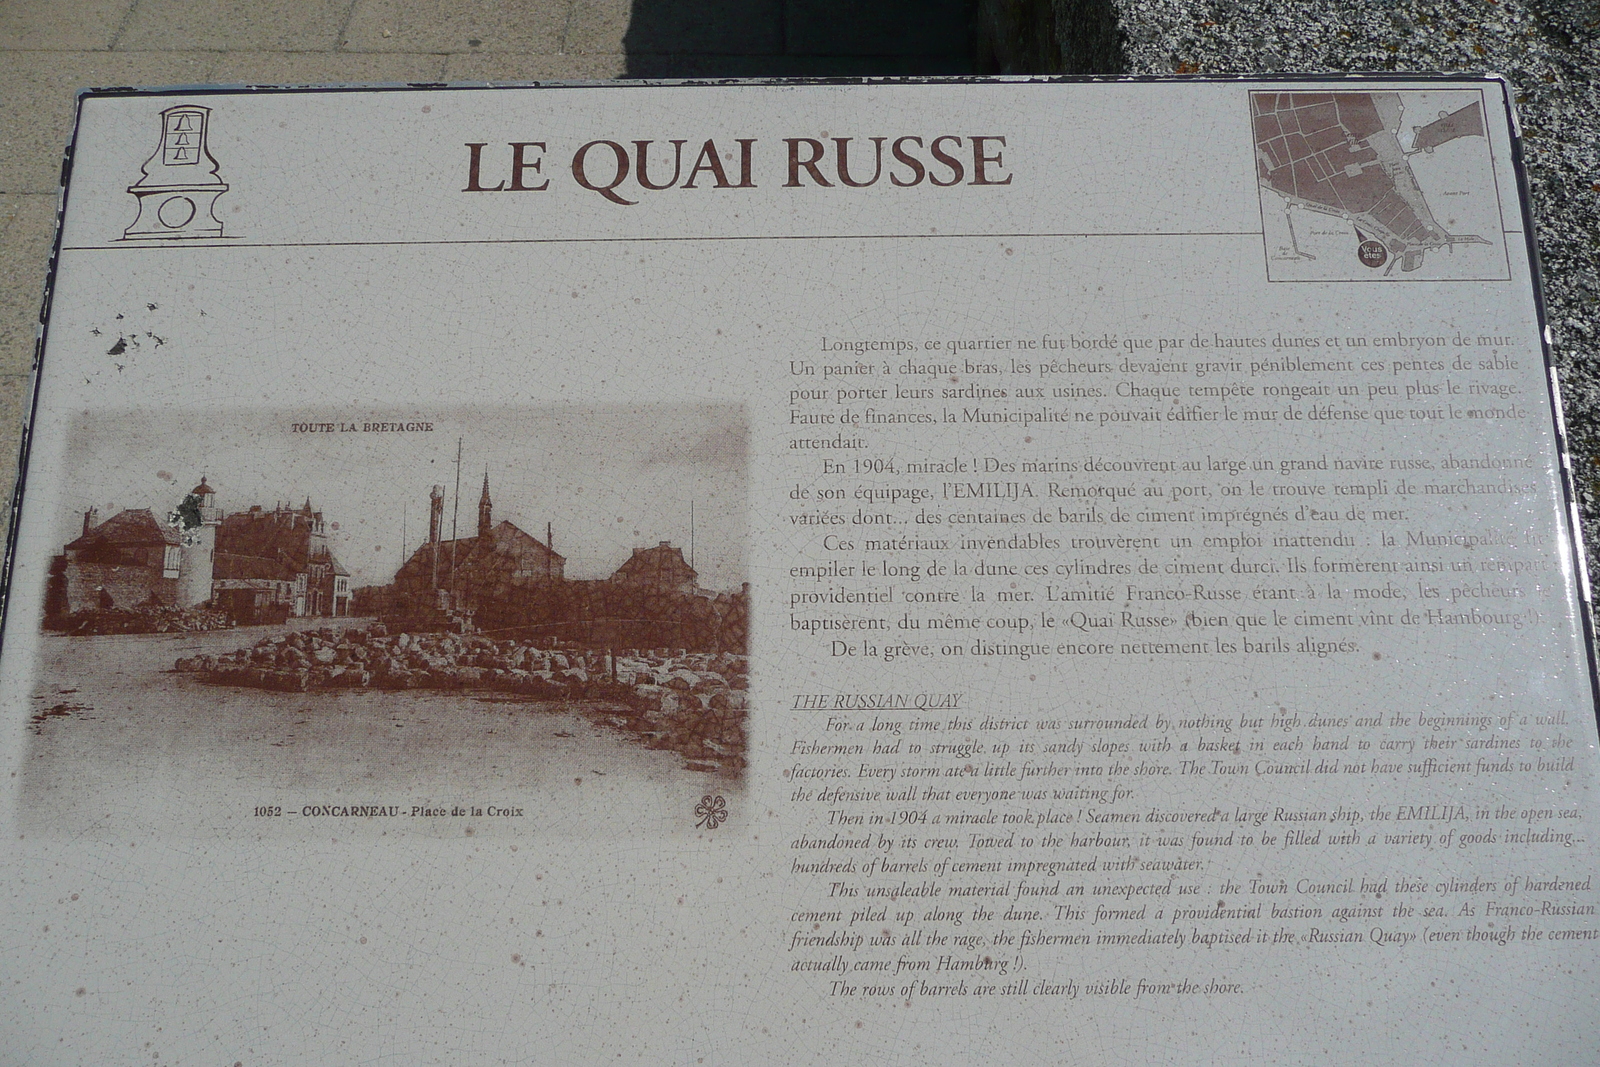 LE QUAI RUSSE
Vous
êtes
TOUTE LA BRETAGNE
1052 – CONCARNEAU - Place de la Croix
Longtemps, ce quartier ne fut bordé que par de hautes dunes et un embryon de mur.
Un panier à chaque bras, les pêcheurs devaient gravir péniblement ces pentes de sable
pour porter leurs sardines aux usines. Chaque tempête rongeait un peu plus le rivage.
Faute de finances, la Municipalité ne pouvait édifier le mur de défense que tout le monde
attendait.
En 1904, miracle ! Des marins découvrent au large un grand navire russe, abandonné
de son équipage, l'EMILIJA. Remorqué au port, on le trouve rempli de marchandises
variées dont... des centaines de barils de ciment imprégnés d'eau de mer.
Ces matériaux invendables trouvèrent un emploi inattendu : la Municipalité fit
empiler le long de la dune ces cylindres de ciment durci. Ils formèrent ainsi un rempart
providentiel contre la mer. L'amitié Franco-Russe étant à la mode, les pêcheurs le
baptisèrent, du même coup, le «Quai Russe» (bien que le ciment vînt de Hambourg !).
De la grève, on distingue encore nettement les barils alignés.
THE RUSSIAN QUAY
For a long time this district was surrounded by nothing but high dunes and the beginnings of a wall.
Fishermen had to struggle up its sandy slopes with a basket in each hand to carry their sardines to the
factories. Every storm ate a little further into the shore. The Town Council did not have sufficient funds to build
the defensive wall that everyone was waiting for.
Then in 1904 a miracle took place ! Seamen discovered a large Russian ship, the EMILIJA, in the open sea,
abandoned by its crew. Towed to the harbour, it was found to be filled with a variety of goods including...
hundreds of barrels of cement impregnated with seawater.
This unsaleable material found an unexpected use : the Town Council had these cylinders of hardened
cement piled up along the dune. This formed a providential bastion against the sea. As Franco-Russian
friendship was all the rage, the fishermen immediately baptised it the «Russian Quay» (even though the cement
actually came from Hamburg !).
The rows of barrels are still clearly visible from the shore.